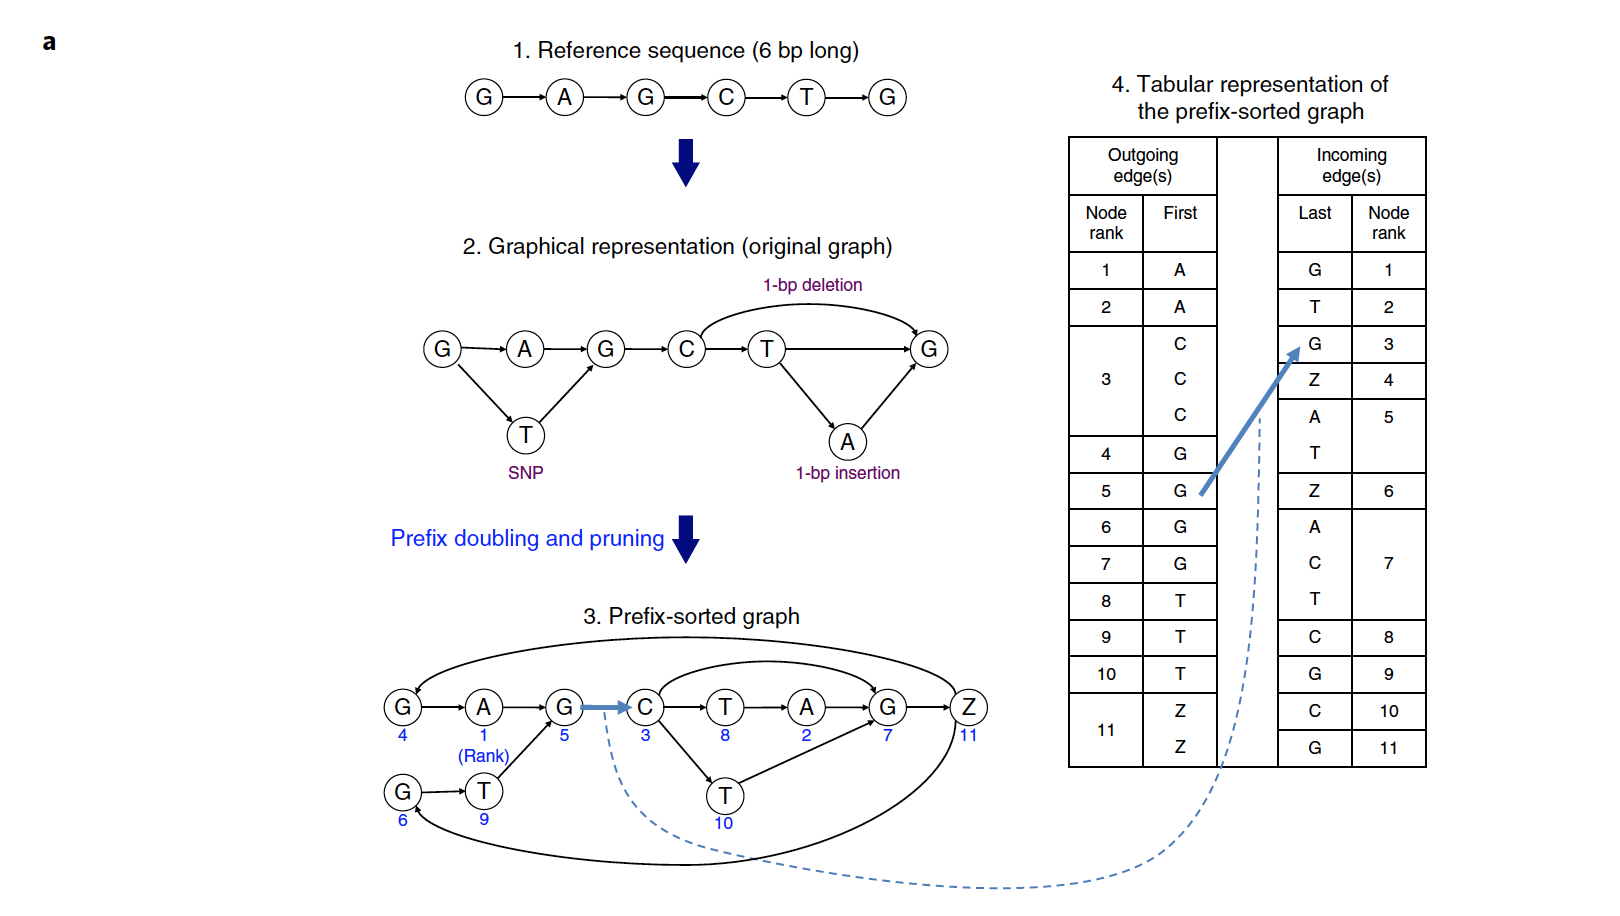 a
1. Reference sequence (6 bp long)
G A G C T G
2. Graphical representation (original graph)
1-bp deletion
G A G C T G
T A
SNP 1-bp insertion
Prefix doubling and pruning
3. Prefix-sorted graph
G A G C T A G Z
4 1 5 3 8 2 7 11
(Rank)
G T T
6 9 10
4. Tabular representation of
the prefix-sorted graph
Outgoing Incoming
edge(s) edge(s)
Node First Last Node
rank rank
1 A G 1
2 A T 2
C G 3
3 C Z 4
C A 5
4 G T
5 G Z 6
6 G A
7 G C 7
8 T T
9 T C 8
10 T G 9
Z C 10
11
Z G 11